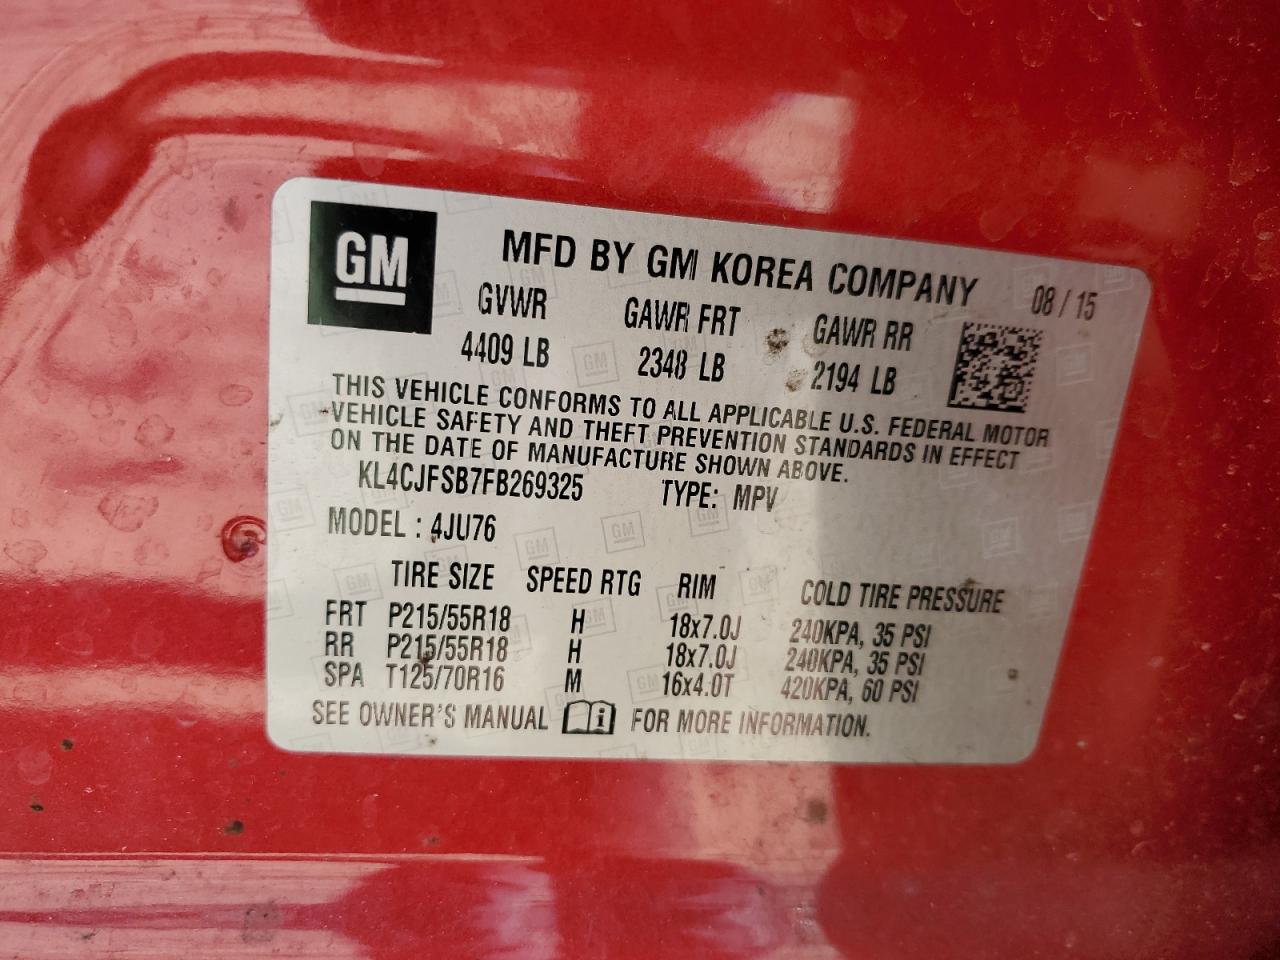 GM
MFD BY GM KOREA COMPANY 08 / 15
GVWR GAWR FRT GAWR RR
4409 LB 2348 LB 2194 LB
THIS VEHICLE CONFORMS TO ALL APPLICABLE U.S. FEDERAL MOTOR
VEHICLE SAFETY AND THEFT PREVENTION STANDARDS IN EFFECT
ON THE DATE OF MANUFACTURE SHOWN ABOVE.
KL4CJFSB7FB269325 TYPE: MPV
MODEL : 4JU76
TIRE SIZE SPEED RTG RIM COLD TIRE PRESSURE
FRT P215/55R18 H 18x7.0J 240KPA, 35 PSI
RR P215/55R18 H 18x7.0J 240KPA, 35 PSI
SPA T125/70R16 M 16x4.0T 420KPA, 60 PSI
SEE OWNER'S MANUAL i FOR MORE INFORMATION.